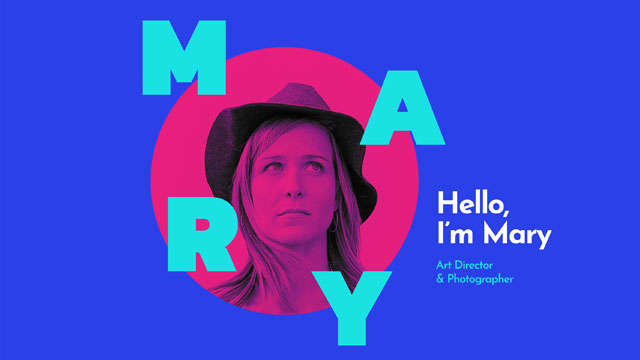 M
A
R
Y
Hello,
I'm Mary
Art Director
& Photographer